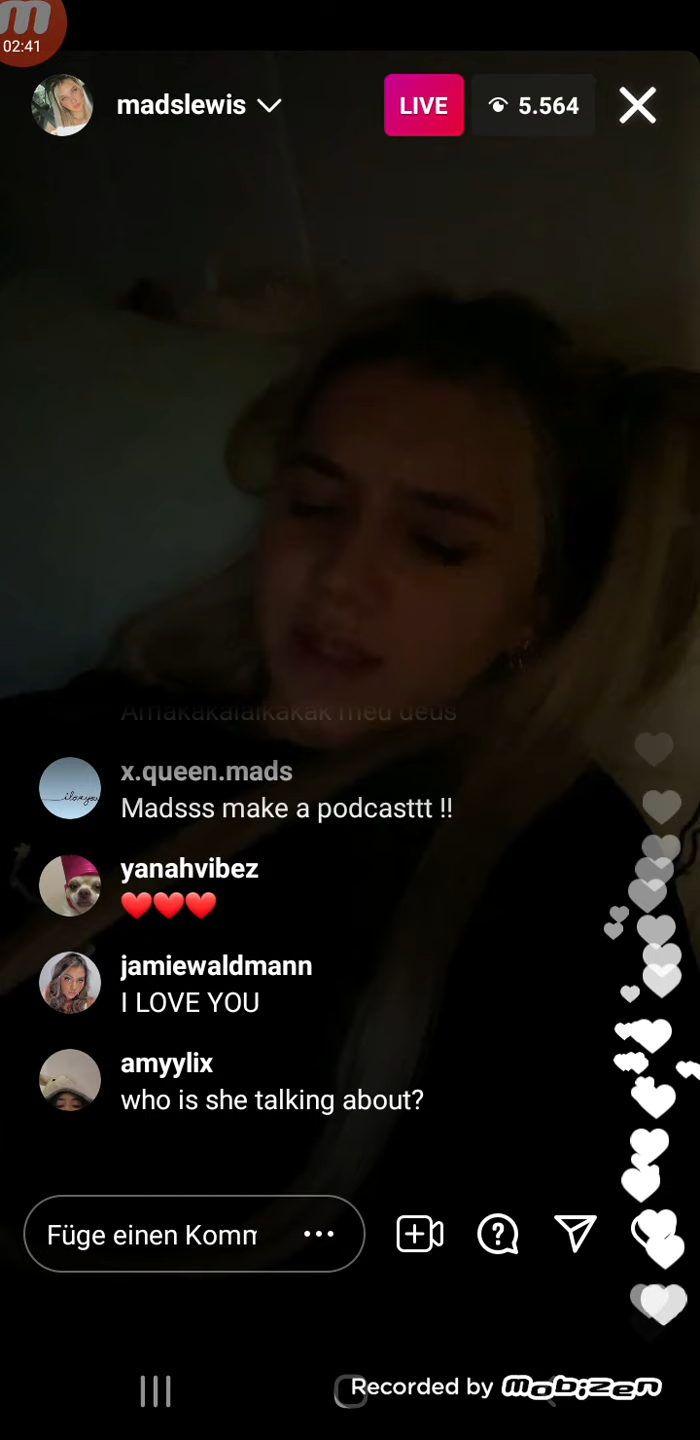 02:41
madslewis
LIVE
5.564
x.queen.mads
Madsss make a podcasttt !!
yanahvibez
❤️❤️❤️
jamiewaldmann
I LOVE YOU
amyylix
who is she talking about?
Füge einen Komm
Recorded by Mobizen